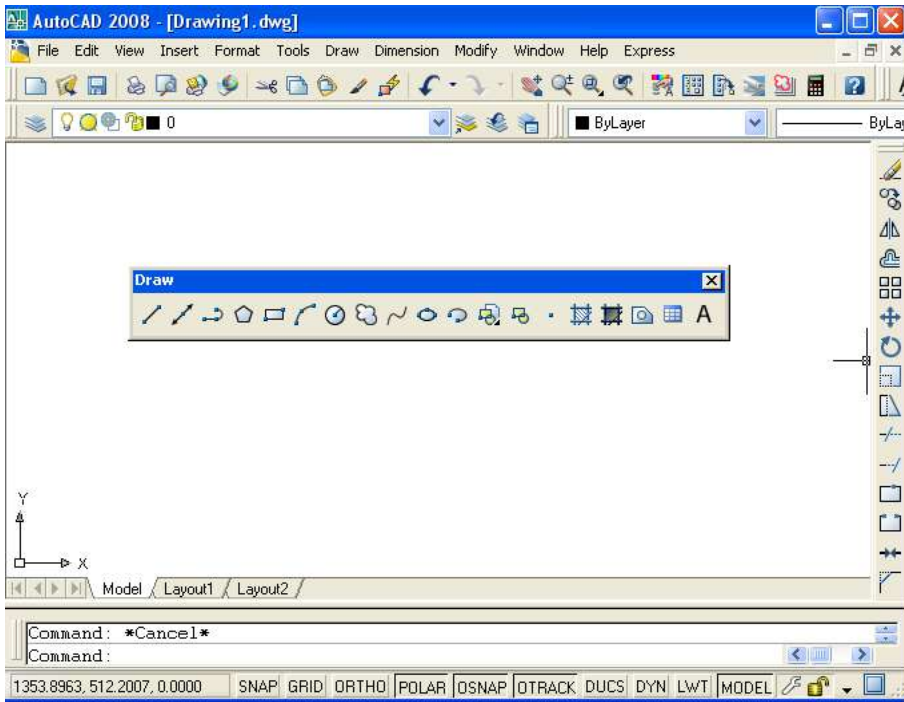 AutoCAD 2008 - [Drawing1.dwg]
File Edit View Insert Format Tools Draw Dimension Modify Window Help Express
0 ByLayer ByLay
Draw
A
Y
X
Model Layout1 Layout2
Command: *Cancel*
Command:
1353.8963, 512.2007, 0.0000 SNAP GRID ORTHO POLAR OSNAP OTRACK DUCS DYN LWT MODEL